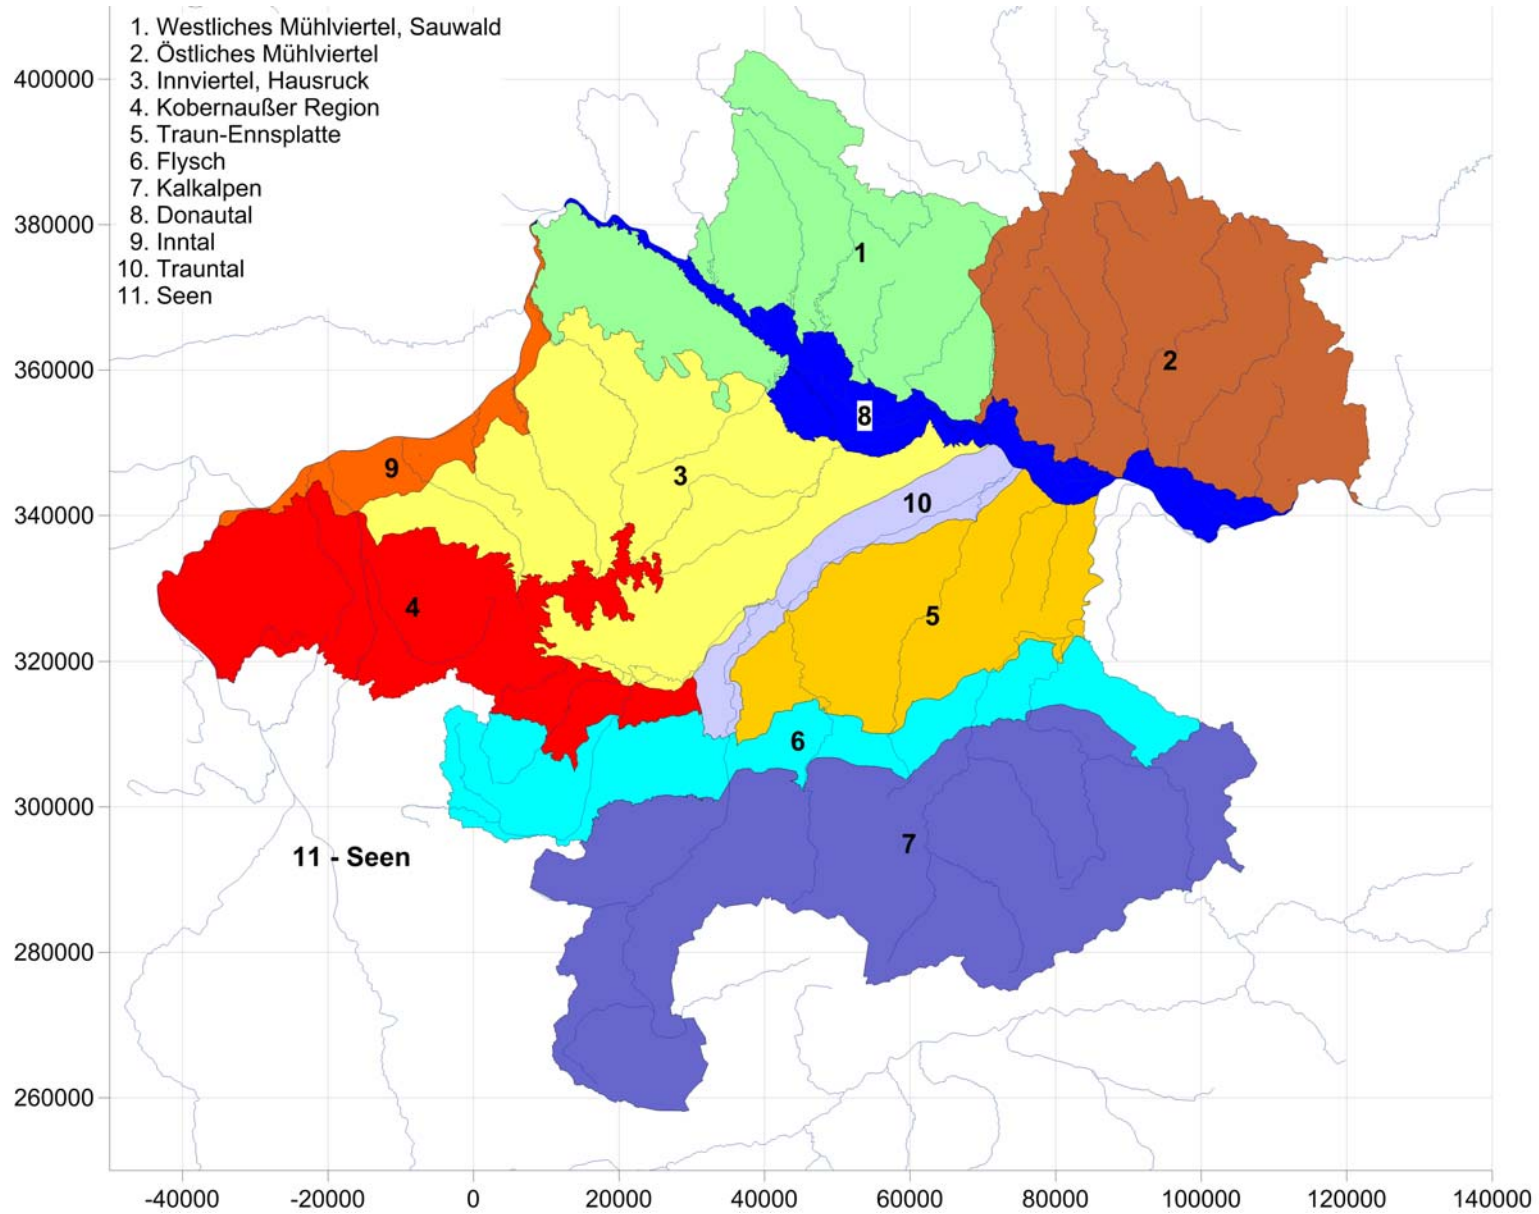 1. Westliches Mühlviertel, Sauwald
2. Östliches Mühlviertel
3. Innviertel, Hausruck
4. Kobernaußer Region
5. Traun-Ennsplatte
6. Flysch
7. Kalkalpen
8. Donautal
9. Inntal
10. Trauntal
11. Seen
400000
380000
360000
340000
320000
300000
280000
260000
1
2
8
9
3
10
4
5
6
7
11 - Seen
-40000 -20000 0 20000 40000 60000 80000 100000 120000 140000